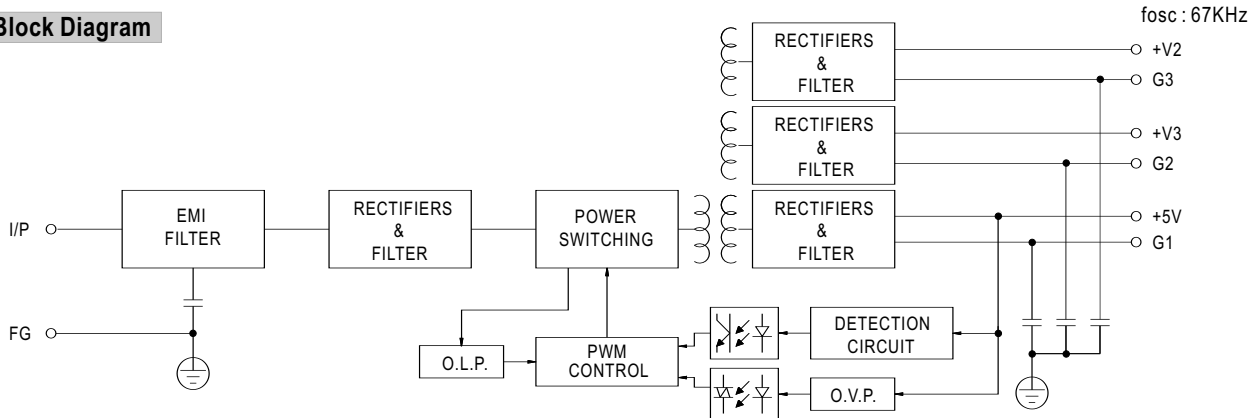 Block Diagram
fosc : 67KHz
RECTIFIERS
&
FILTER
+V2
G3
RECTIFIERS
&
FILTER
+V3
G2
I/P
EMI
FILTER
RECTIFIERS
&
FILTER
POWER
SWITCHING
RECTIFIERS
&
FILTER
+5V
G1
FG
O.L.P.
PWM
CONTROL
DETECTION
CIRCUIT
O.V.P.